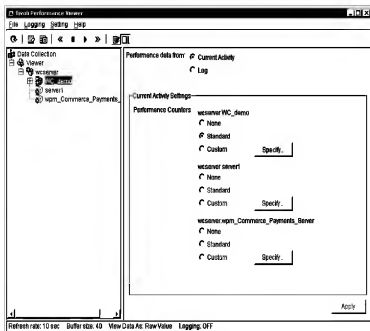 Tivoli Performance Viewer
File Logging Setting Help
Data Collection
Viewer
wcserver
WC_demo
server1
wpm_Commerce_Payments_
Performance data from: Current Activity
Log
Current Activity Settings
Performance Counters
wcserver.WC_demo
None
Standard
Custom Specify..
wcserver.server1
None
Standard
Custom Specify..
wcserver.wpm_Commerce_Payments_Server
None
Standard
Custom Specify..
Apply
Refresh rate: 10 sec Buffer size: 40 View Data As: Raw Value Logging: OFF